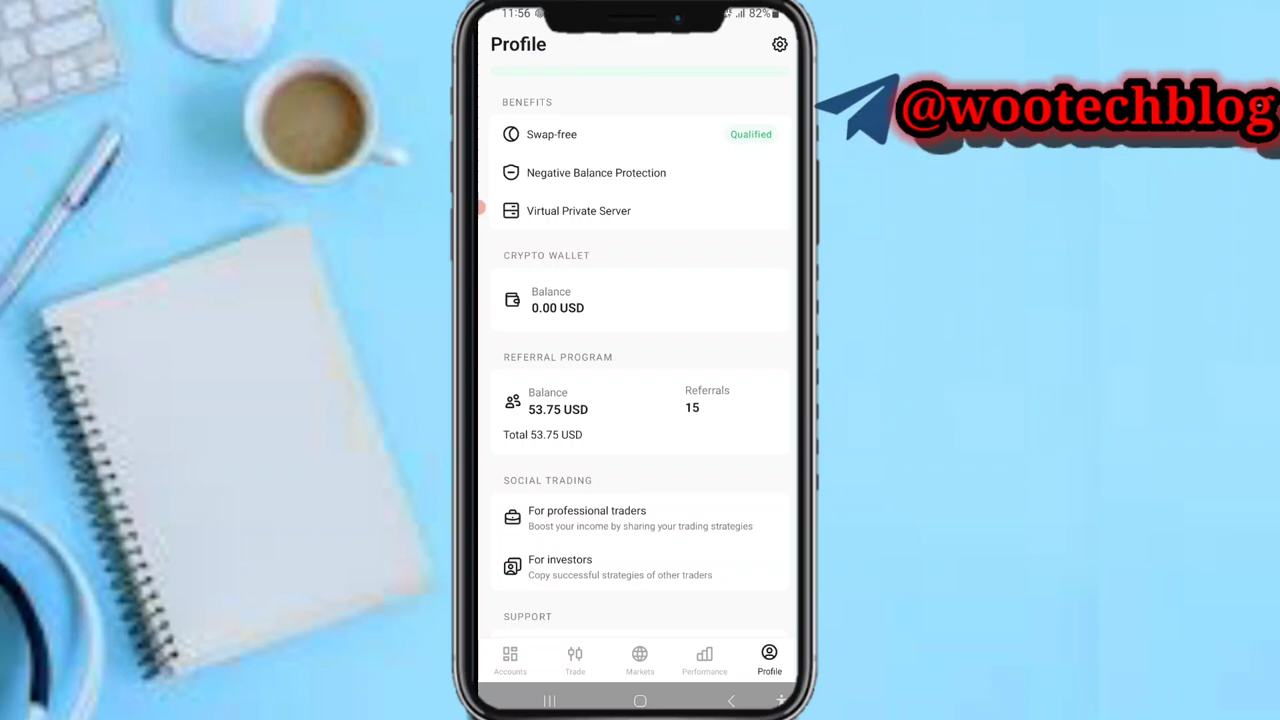 11:56
82%
Profile
@wootechblog
BENEFITS
Swap-free
Qualified
Negative Balance Protection
Virtual Private Server
CRYPTO WALLET
Balance
0.00 USD
REFERRAL PROGRAM
Balance
Referrals
53.75 USD
15
Total 53.75 USD
SOCIAL TRADING
For professional traders
Boost your income by sharing your trading strategies
For investors
Copy successful strategies of other traders
SUPPORT
Accounts
Trade
Markets
Performance
Profile